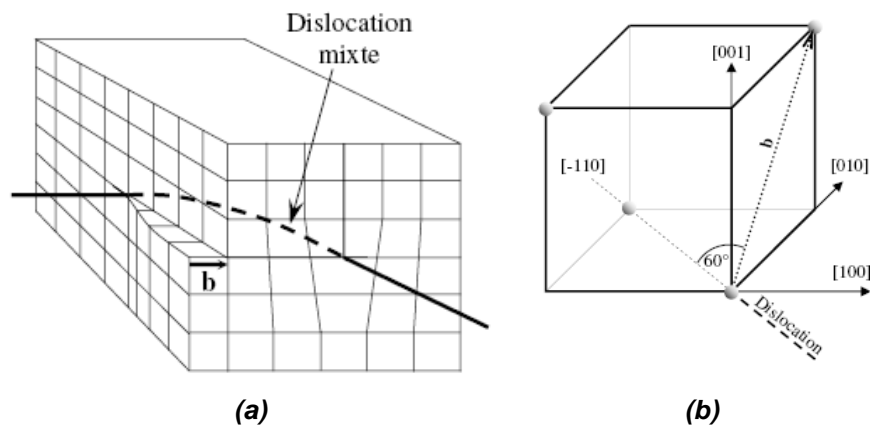 Dislocation
mixte
b
(a)
[001]
[-110]
b
[010]
60°
[100]
Dislocation
(b)